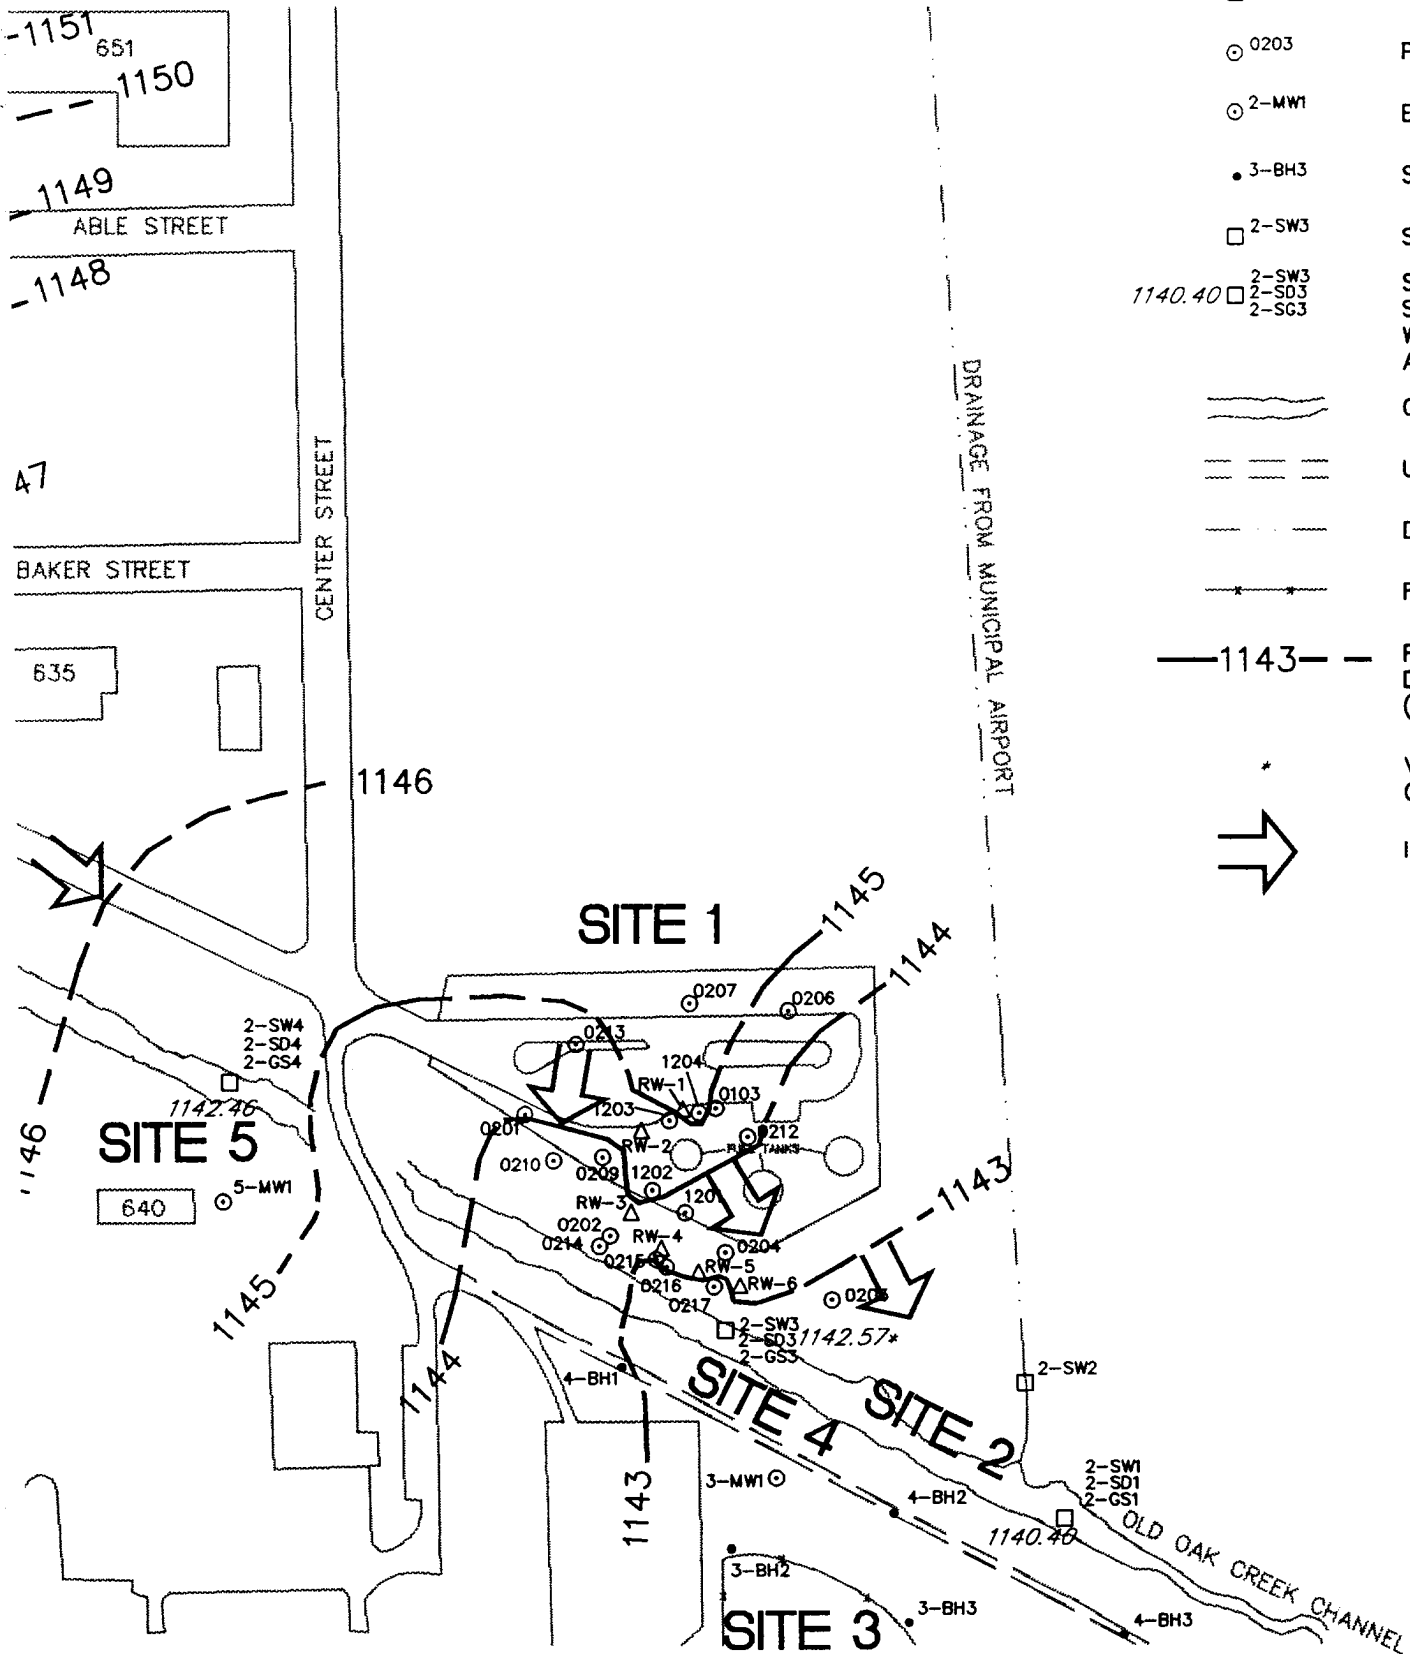 -1151
651
1150
1149
ABLE STREET
-1148
47
BAKER STREET
CENTER STREET
635
1146
DRAINAGE FROM MUNICIPAL AIRPORT
0203
2-MW1
3-BH3
2-SW3
1140.40
2-SW3
2-SD3
2-SG3
1143
*
SITE 1
1145
1144
0207
0206
0213
1204
RW-1
0103
1203
0201
RW-2
0212
FUEL TANKS
0210
0209
1202
RW-3
1201
0202
0214
RW-4
0204
0215
RW-5
0216
RW-6
0217
1143
2-SW4
2-SD4
2-GS4
1142.46
SITE 5
1146
640
5-MW1
1145
1144
2-SW3
2-SD3
2-GS3
1142.57*
4-BH1
SITE 4
SITE 2
2-SW2
1143
3-MW1
4-BH2
2-SW1
2-SD1
2-GS1
1140.40
OLD OAK CREEK CHANNEL
3-BH2
3-BH3
SITE 3
4-BH3